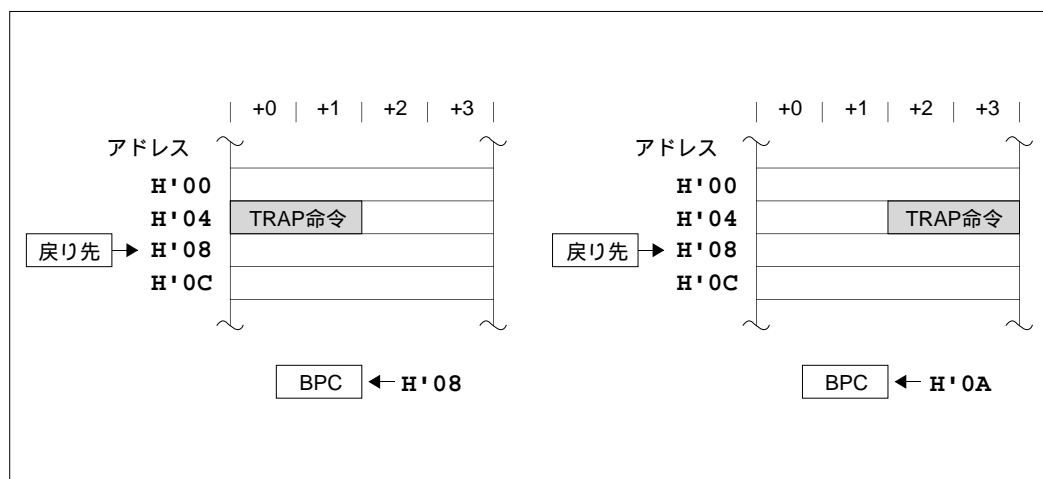 +0 | +1 | +2 | +3
アドレス
H'00
H'04 TRAP命令
戻り先 H'08
H'0C
BPC H'08
+0 | +1 | +2 | +3
アドレス
H'00
H'04 TRAP命令
戻り先 H'08
H'0C
BPC H'0A